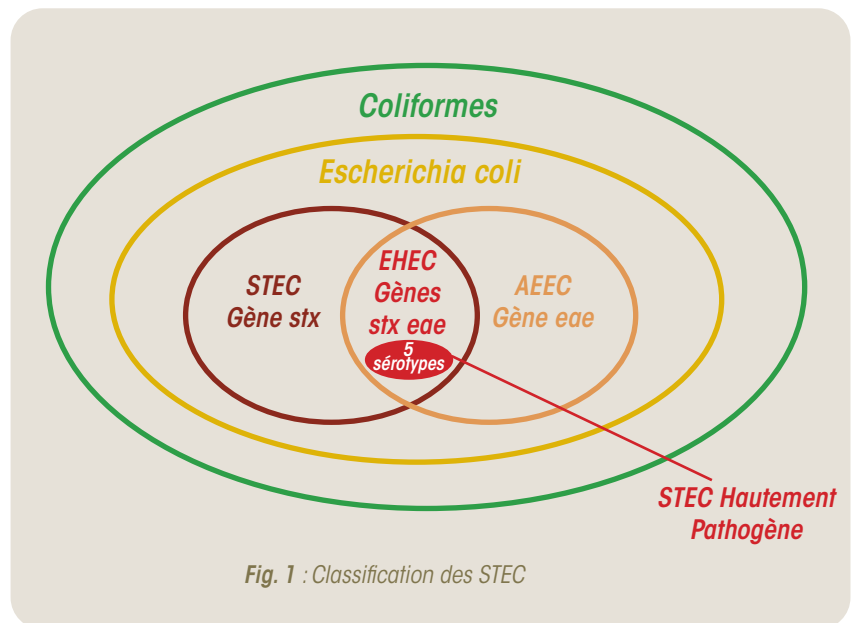 Coliformes
Escherichia coli
STEC
Gène stx
EHEC
Gènes
stx eae
5
sérotypes
AEEC
Gène eae
STEC Hautement
Pathogène
Fig. 1 : Classification des STEC